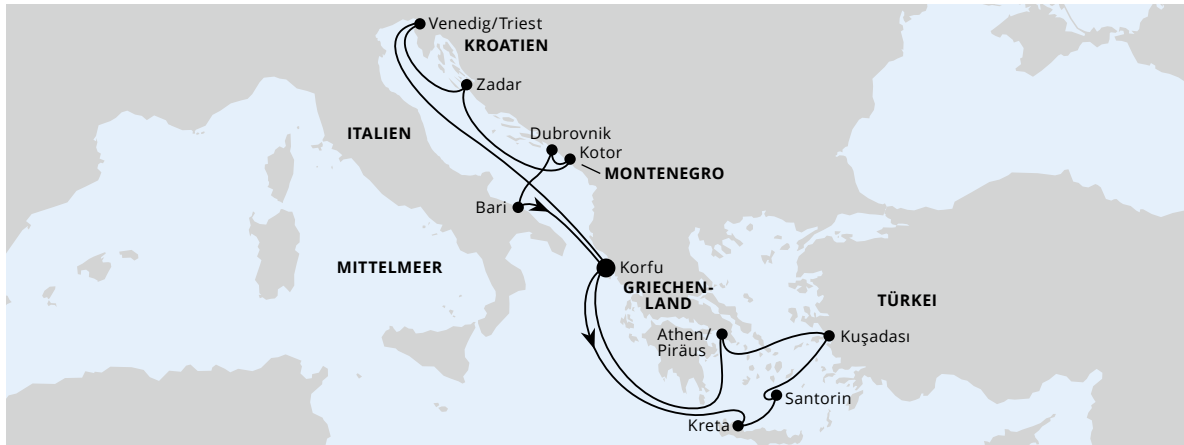 Venedig/Triest
KROATIEN
Zadar
ITALIEN
Dubrovnik
Kotor
MONTENEGRO
Bari
MITTELMEER
Korfu
GRIECHEN-
LAND
TÜRKEI
Athen/
Piräus
Kuşadası
Santorin
Kreta